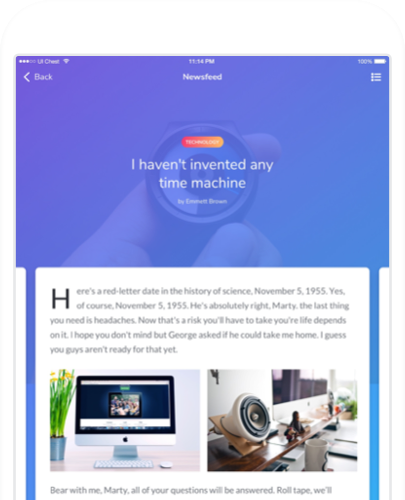 UI Chest
11:14 PM
100%
Back
Newsfeed
TECHNOLOGY
I haven't invented any
time machine
by Emmett Brown
Here's a red-letter date in the history of science, November 5, 1955. Yes,
of course, November 5, 1955. He's absolutely right, Marty. the last thing
you need is headaches. Now that's a risk you'll have to take you're life depends
on it. I hope you don't mind but George asked if he could take me home. I guess
you guys aren't ready for that yet.
Bear with me, Marty, all of your questions will be answered. Roll tape, we'll